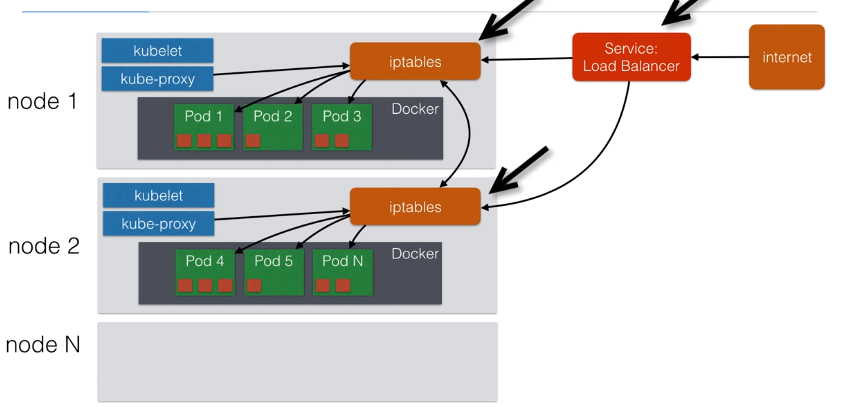 kubelet
kube-proxy
iptables
Service:
Load Balancer
internet
node 1
Docker
Pod 1
Pod 2
Pod 3
kubelet
kube-proxy
iptables
node 2
Docker
Pod 4
Pod 5
Pod N
node N